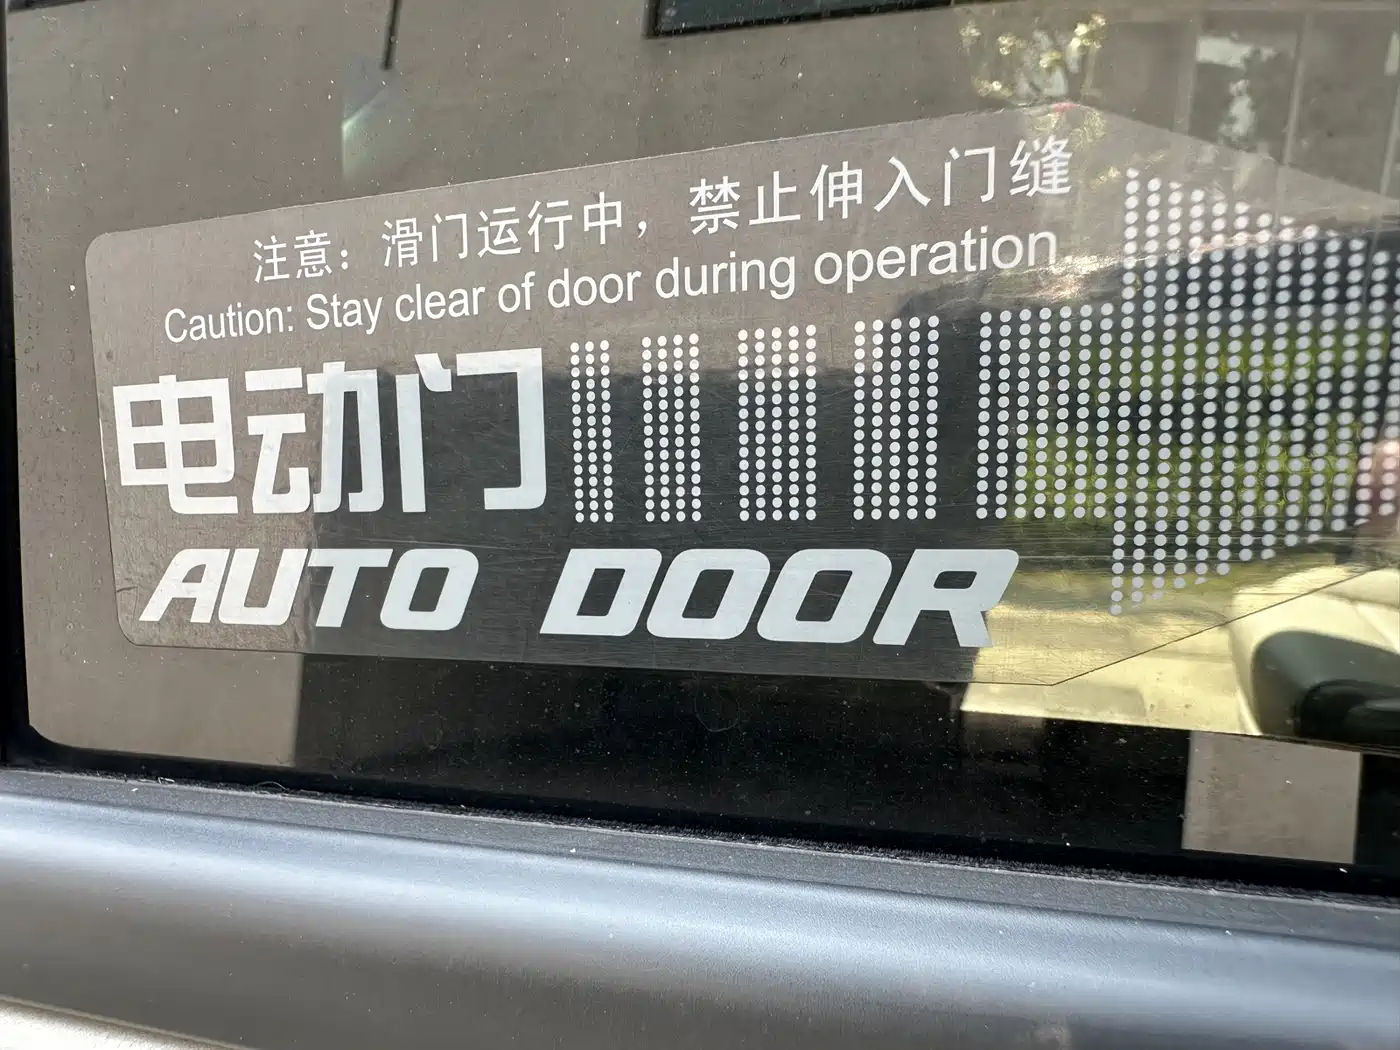 注意：滑门运行中，禁止伸入门缝
Caution: Stay clear of door during operation
电动门
AUTO DOOR